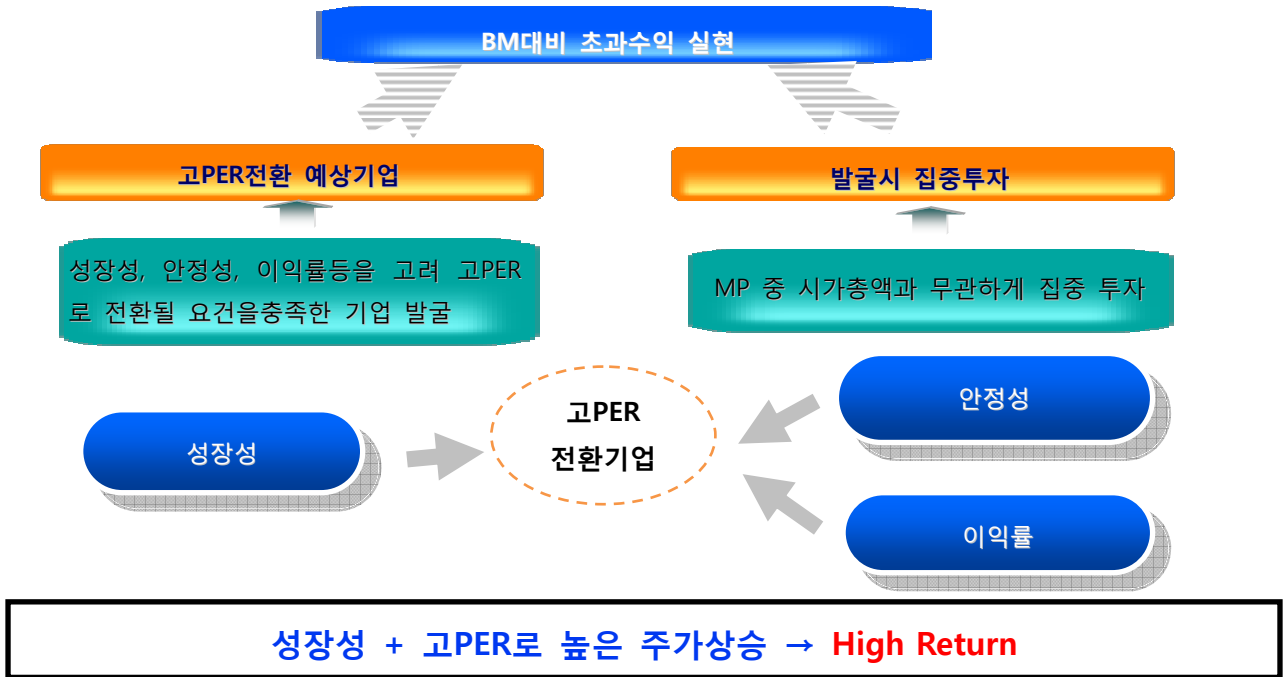 BM대비 초과수익 실현
고PER전환 예상기업
발굴시 집중투자
성장성, 안정성, 이익률등을 고려 고PER
로 전환될 요건을충족한 기업 발굴
MP 중 시가총액과 무관하게 집중 투자
성장성
고PER
전환기업
안정성
이익률
성장성 + 고PER로 높은 주가상승 → High Return